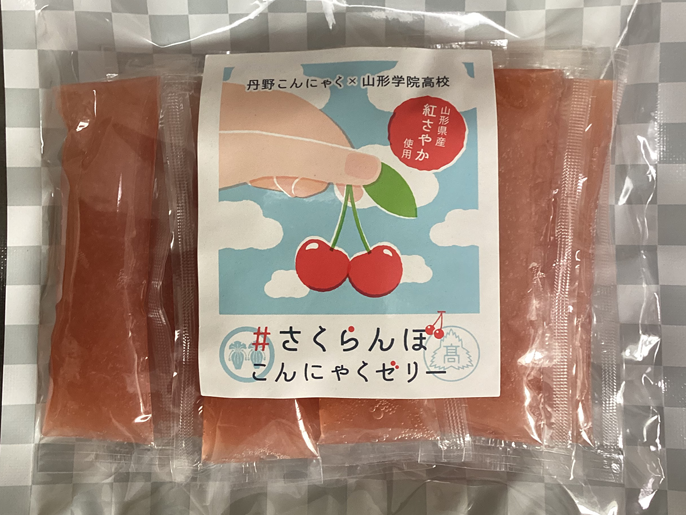 丹野こんにゃく×山形学院高校
山形県産
紅さやか
使用
#さくらんぼ
こんにゃくゼリー
高